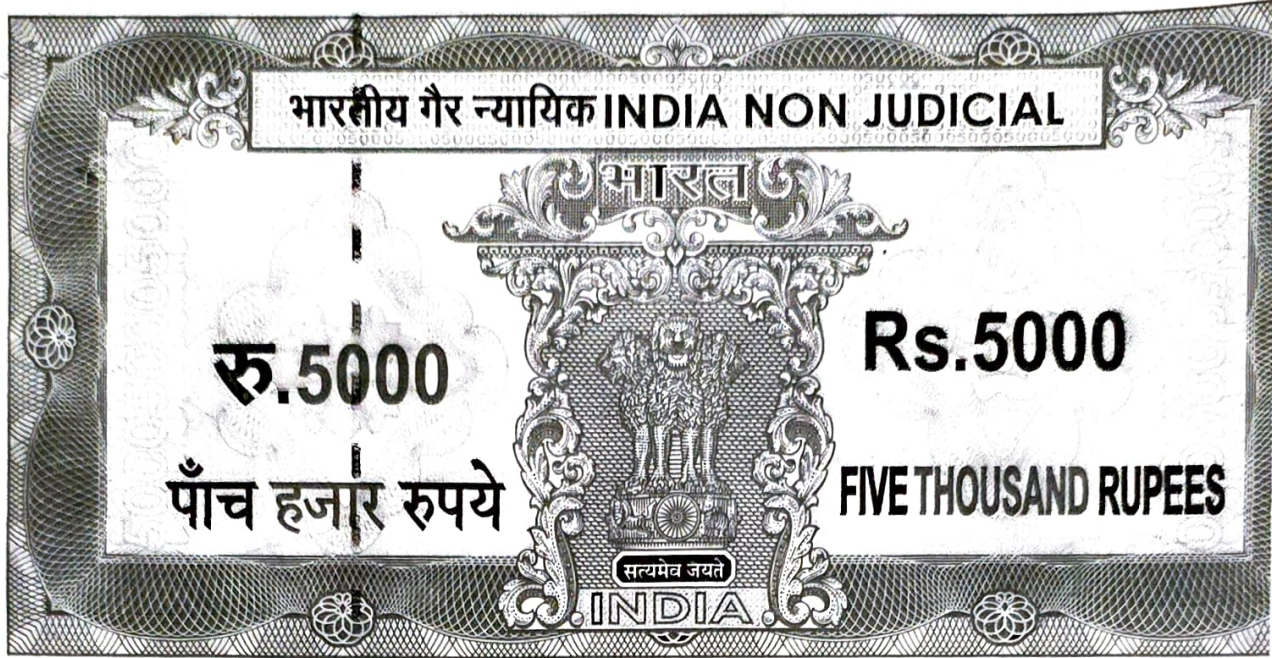 भारतीय गैर न्यायिक INDIA NON JUDICIAL
भारत
रु.5000
Rs.5000
पाँच हजार रुपये
FIVE THOUSAND RUPEES
सत्यमेव जयते
INDIA